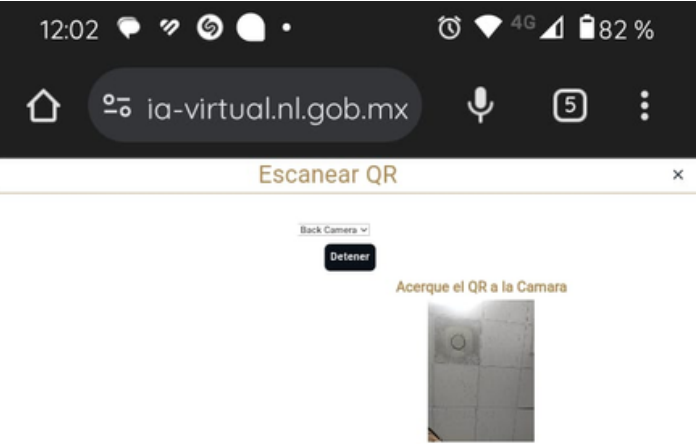 12:02 4G 82 %
ia-virtual.nl.gob.mx 5
Escanear QR ×
Back Camera
Detener
Acerque el QR a la Camara